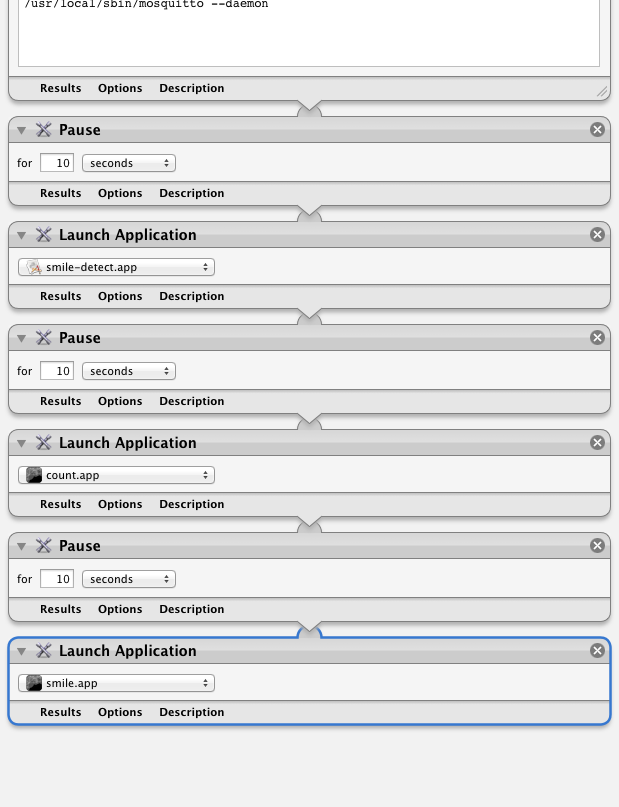 /usr/local/sbin/mosquitto --daemon
Results Options Description
Pause
for 10 seconds
Results Options Description
Launch Application
smile-detect.app
Results Options Description
Pause
for 10 seconds
Results Options Description
Launch Application
count.app
Results Options Description
Pause
for 10 seconds
Results Options Description
Launch Application
smile.app
Results Options Description